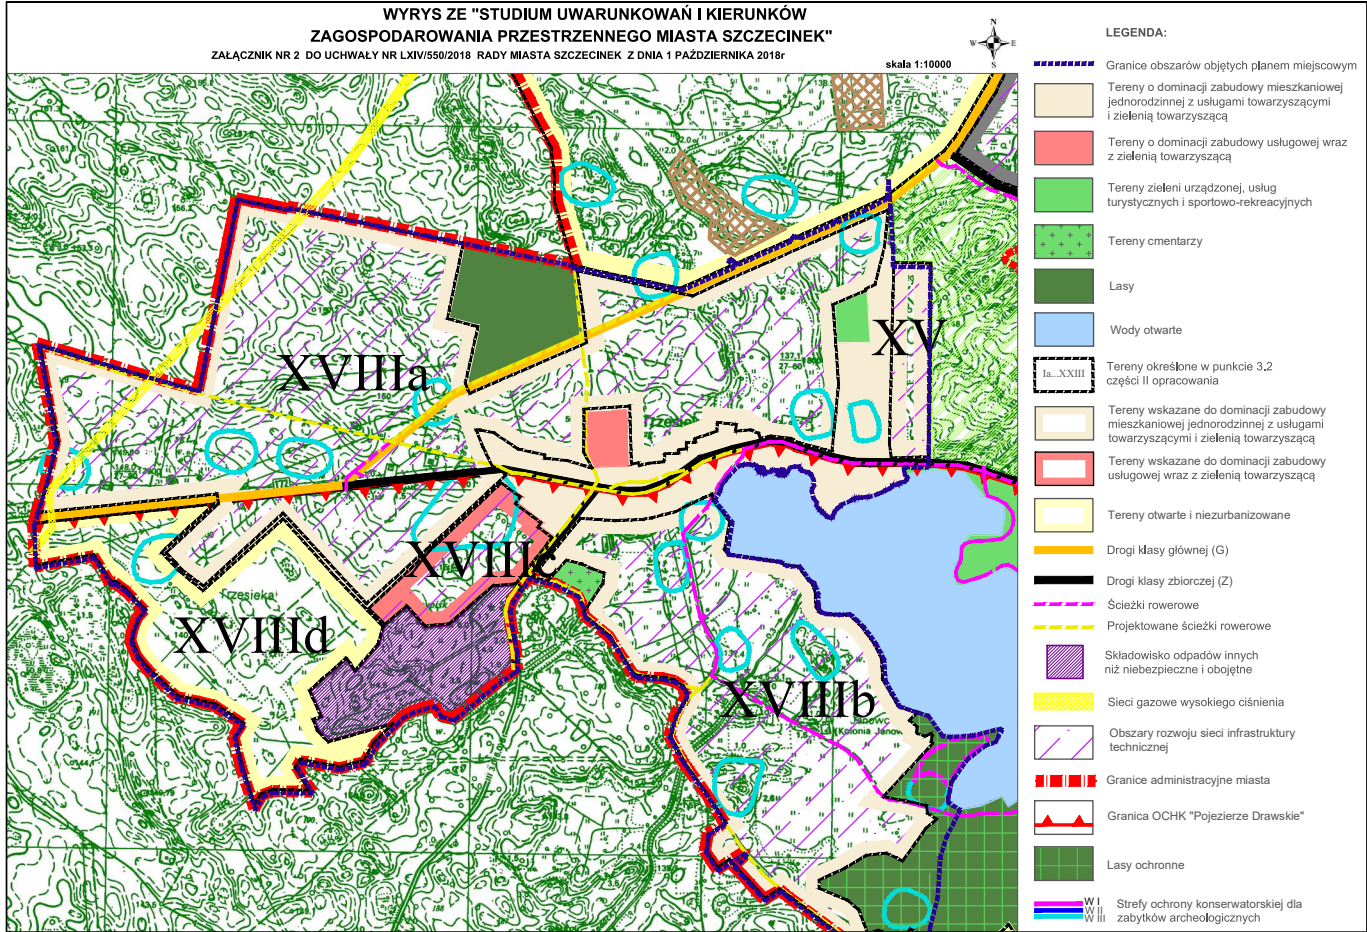 WYRYS ZE "STUDIUM UWARUNKOWAŃ I KIERUNKÓW
ZAGOSPODAROWANIA PRZESTRZENNEGO MIASTA SZCZECINEK"
ZAŁĄCZNIK NR 2 DO UCHWAŁY NR LXIV/550/2018 RADY MIASTA SZCZECINEK Z DNIA 1 PAŹDZIERNIKA 2018r
skala 1:10000
N
W E
S
XVIIIa
XV
XVIIIc
XVIIId
XVIIIb
Trzesieka
LEGENDA:
Granice obszarów objętych planem miejscowym
Tereny o dominacji zabudowy mieszkaniowej
jednorodzinnej z usługami towarzyszącymi
i zielenią towarzyszącą
Tereny o dominacji zabudowy usługowej wraz
z zielenią towarzyszącą
Tereny zieleni urządzonej, usług
turystycznych i sportowo-rekreacyjnych
Tereny cmentarzy
Lasy
Wody otwarte
Ia...XXIII
Tereny określone w punkcie 3.2
części II opracowania
Tereny wskazane do dominacji zabudowy
mieszkaniowej jednorodzinnej z usługami
towarzyszącymi i zielenią towarzyszącą
Tereny wskazane do dominacji zabudowy
usługowej wraz z zielenią towarzyszącą
Tereny otwarte i niezurbanizowane
Drogi klasy głównej (G)
Drogi klasy zbiorczej (Z)
Ścieżki rowerowe
Projektowane ścieżki rowerowe
Składowisko odpadów innych
niż niebezpieczne i obojętne
Sieci gazowe wysokiego ciśnienia
Obszary rozwoju sieci infrastruktury
technicznej
Granice administracyjne miasta
Granica OCHK "Pojezierze Drawskie"
Lasy ochronne
W I
W II
W III
Strefy ochrony konserwatorskiej dla
zabytków archeologicznych